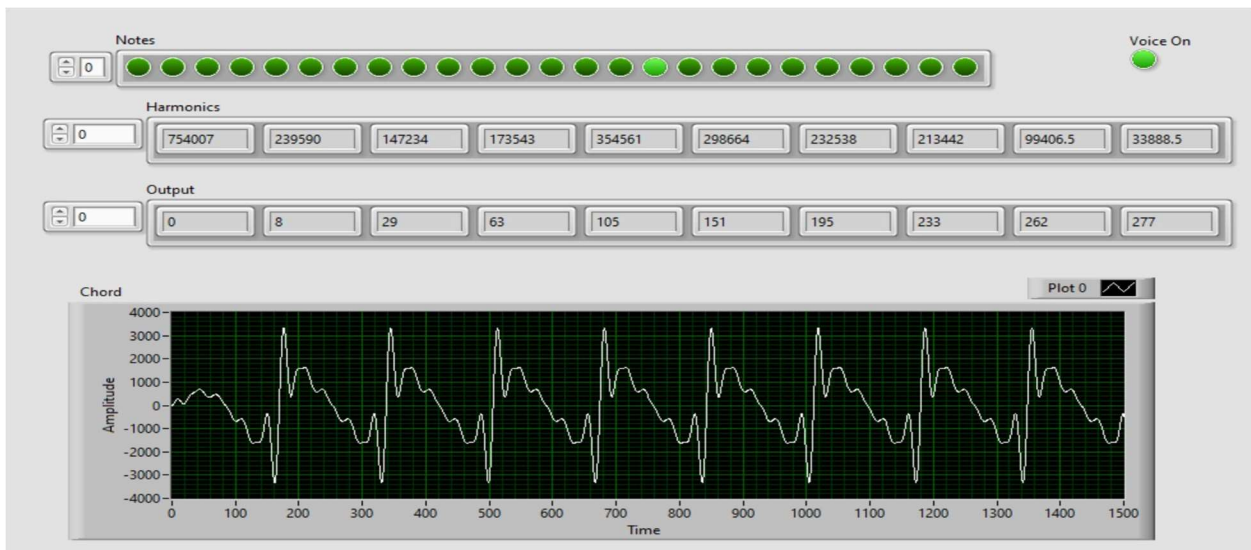 Notes
Voice On
0
Harmonics
0 754007 239590 147234 173543 354561 298664 232538 213442 99406.5 33888.5
Output
0 0 8 29 63 105 151 195 233 262 277
Chord
Plot 0
4000
3000
2000
1000
0
-1000
-2000
-3000
-4000
Amplitude
0 100 200 300 400 500 600 700 800 900 1000 1100 1200 1300 1400 1500
Time